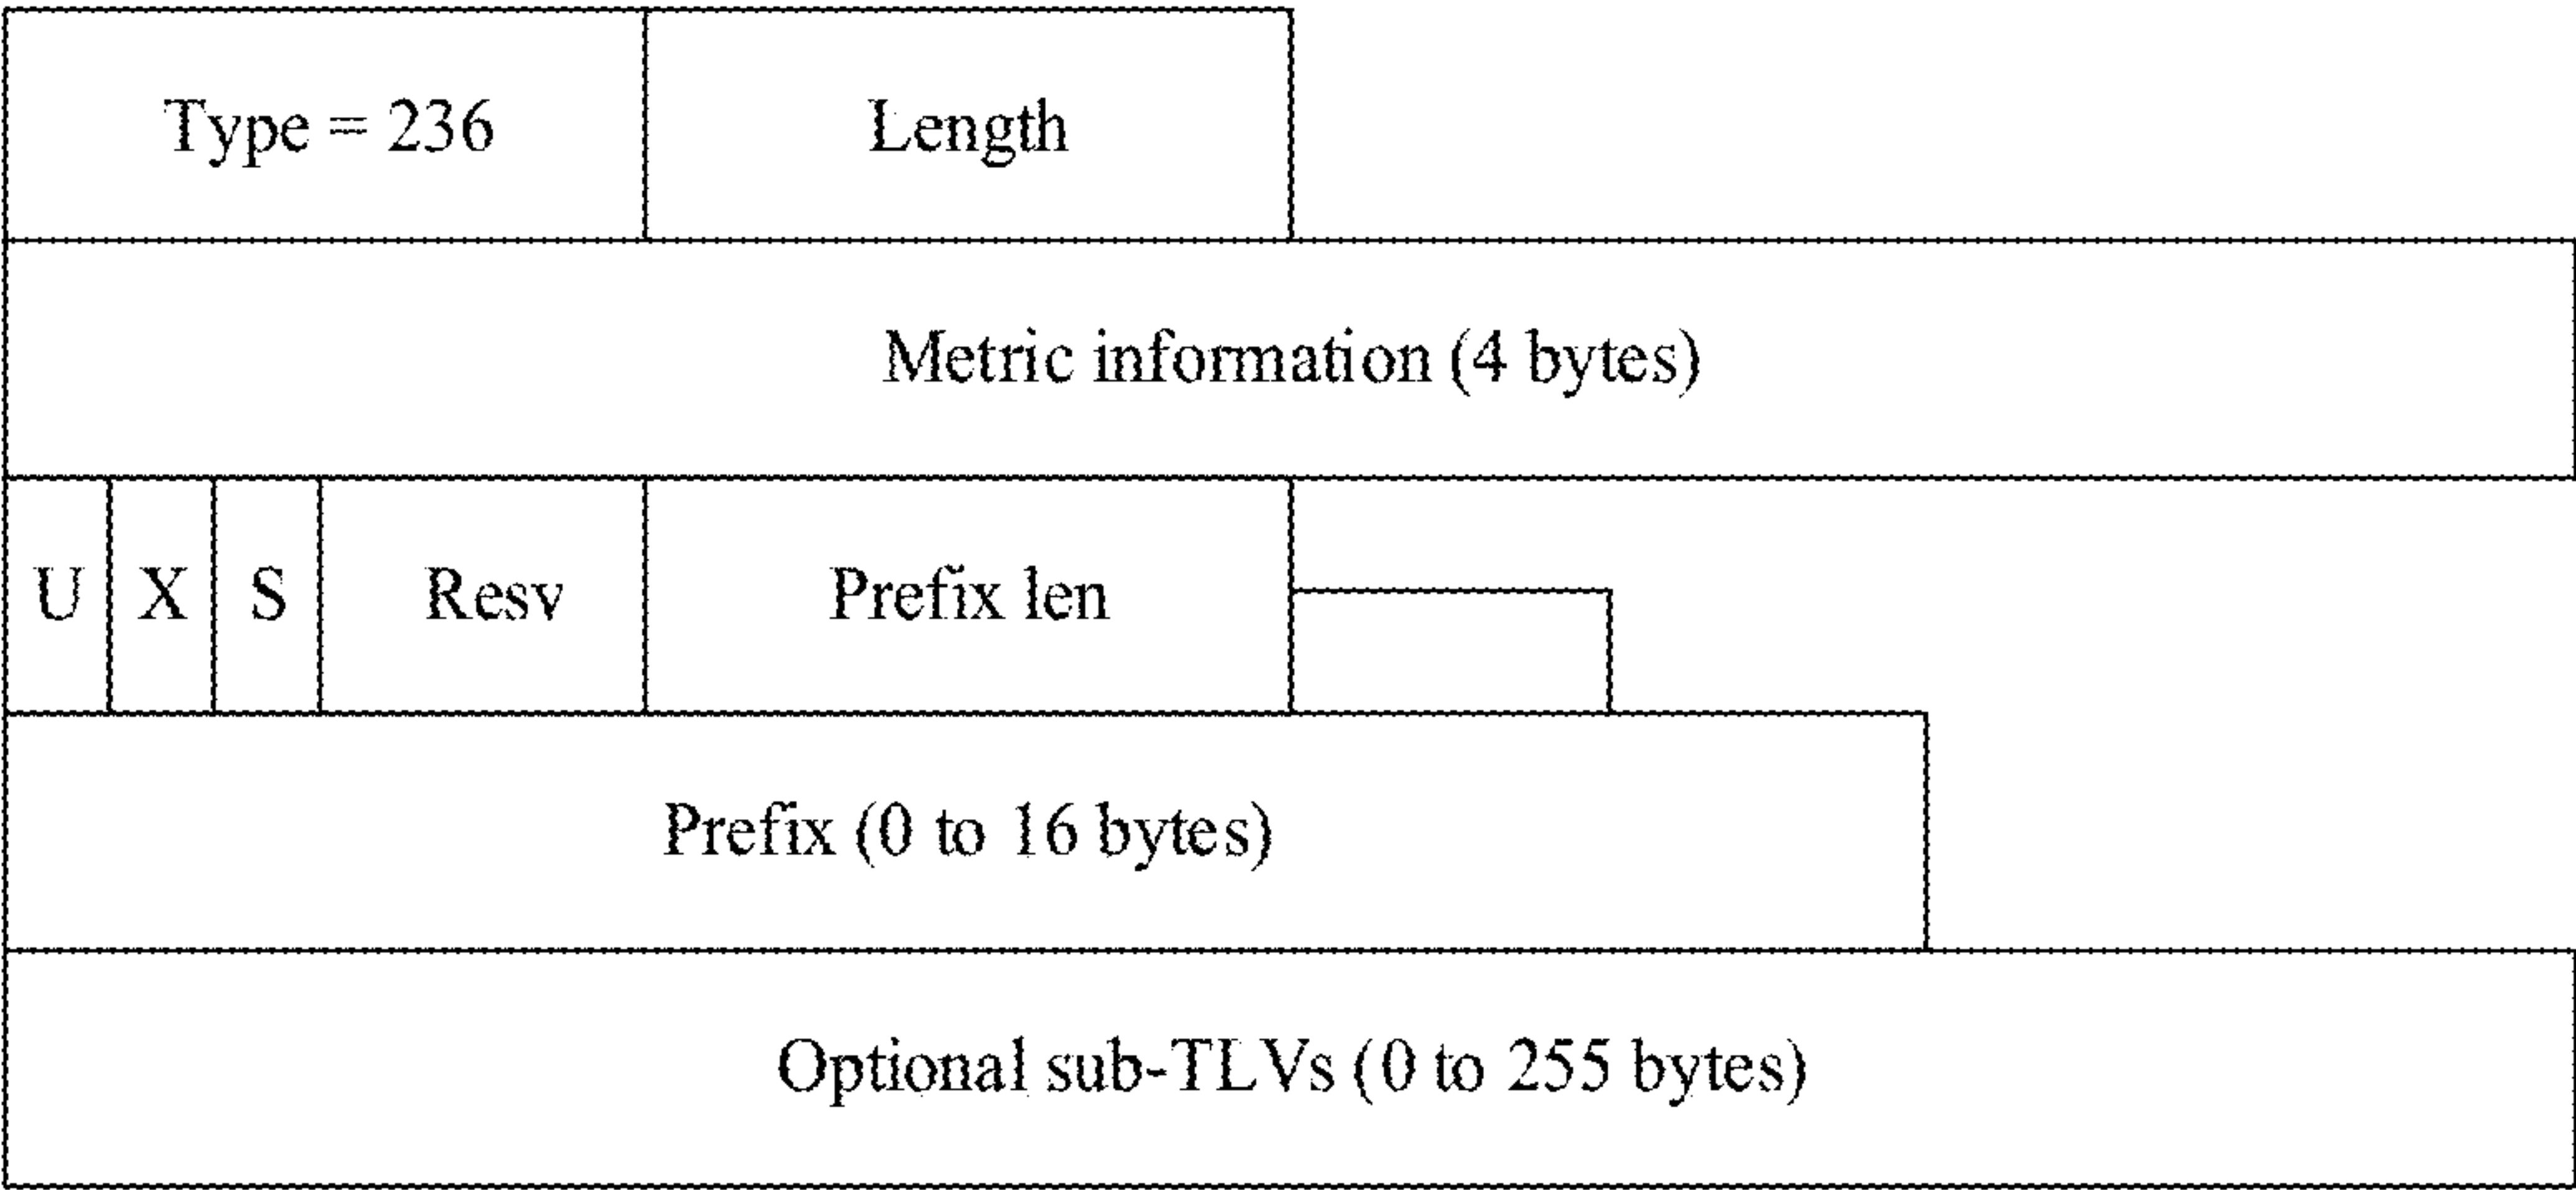 Type = 236 Length
Metric information (4 bytes)
U X S Resv Prefix len
Prefix (0 to 16 bytes)
Optional sub-TLVs (0 to 255 bytes)